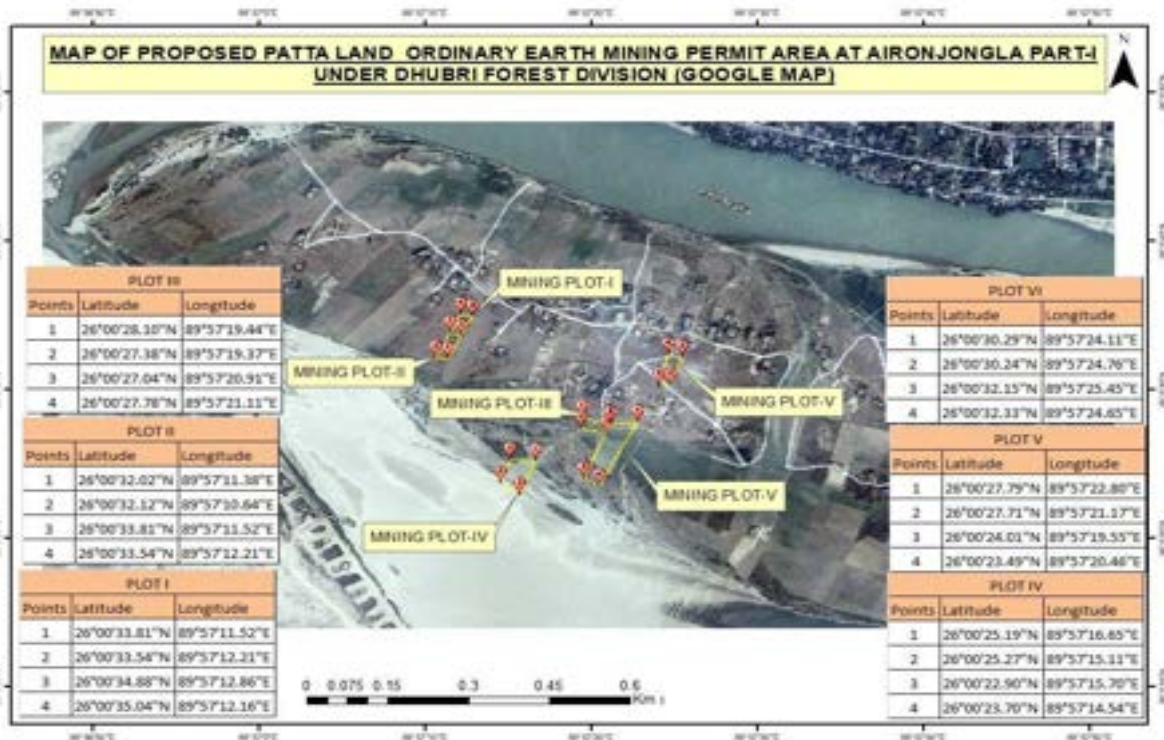 MAP OF PROPOSED PATTA LAND ORDINARY EARTH MINING PERMIT AREA AT AIRONJONGLA PART-I
UNDER DHUBRI FOREST DIVISION (GOOGLE MAP)
N
PLOT III
Points Latitude Longitude
1 26°00'28.10"N 89°57'19.44"E
2 26°00'27.38"N 89°57'19.37"E
3 26°00'27.04"N 89°57'20.91"E
4 26°00'27.78"N 89°57'21.11"E
PLOT II
Points Latitude Longitude
1 26°00'32.02"N 89°57'11.38"E
2 26°00'32.12"N 89°57'10.64"E
3 26°00'33.81"N 89°57'11.52"E
4 26°00'33.54"N 89°57'12.21"E
PLOT I
Points Latitude Longitude
1 26°00'33.81"N 89°57'11.52"E
2 26°00'33.54"N 89°57'12.21"E
3 26°00'34.88"N 89°57'12.86"E
4 26°00'35.04"N 89°57'12.16"E
MINING PLOT-I
MINING PLOT-II
MINING PLOT-III
MINING PLOT-V
MINING PLOT-V
MINING PLOT-IV
PLOT VI
Points Latitude Longitude
1 26°00'30.29"N 89°57'24.11"E
2 26°00'30.24"N 89°57'24.76"E
3 26°00'32.15"N 89°57'25.45"E
4 26°00'32.33"N 89°57'24.65"E
PLOT V
Points Latitude Longitude
1 26°00'27.79"N 89°57'22.80"E
2 26°00'27.71"N 89°57'21.17"E
3 26°00'24.01"N 89°57'19.55"E
4 26°00'23.49"N 89°57'20.46"E
PLOT IV
Points Latitude Longitude
1 26°00'25.19"N 89°57'16.65"E
2 26°00'25.27"N 89°57'15.11"E
3 26°00'22.90"N 89°57'15.70"E
4 26°00'23.70"N 89°57'14.54"E
0 0.075 0.15 0.3 0.45 0.6
Km